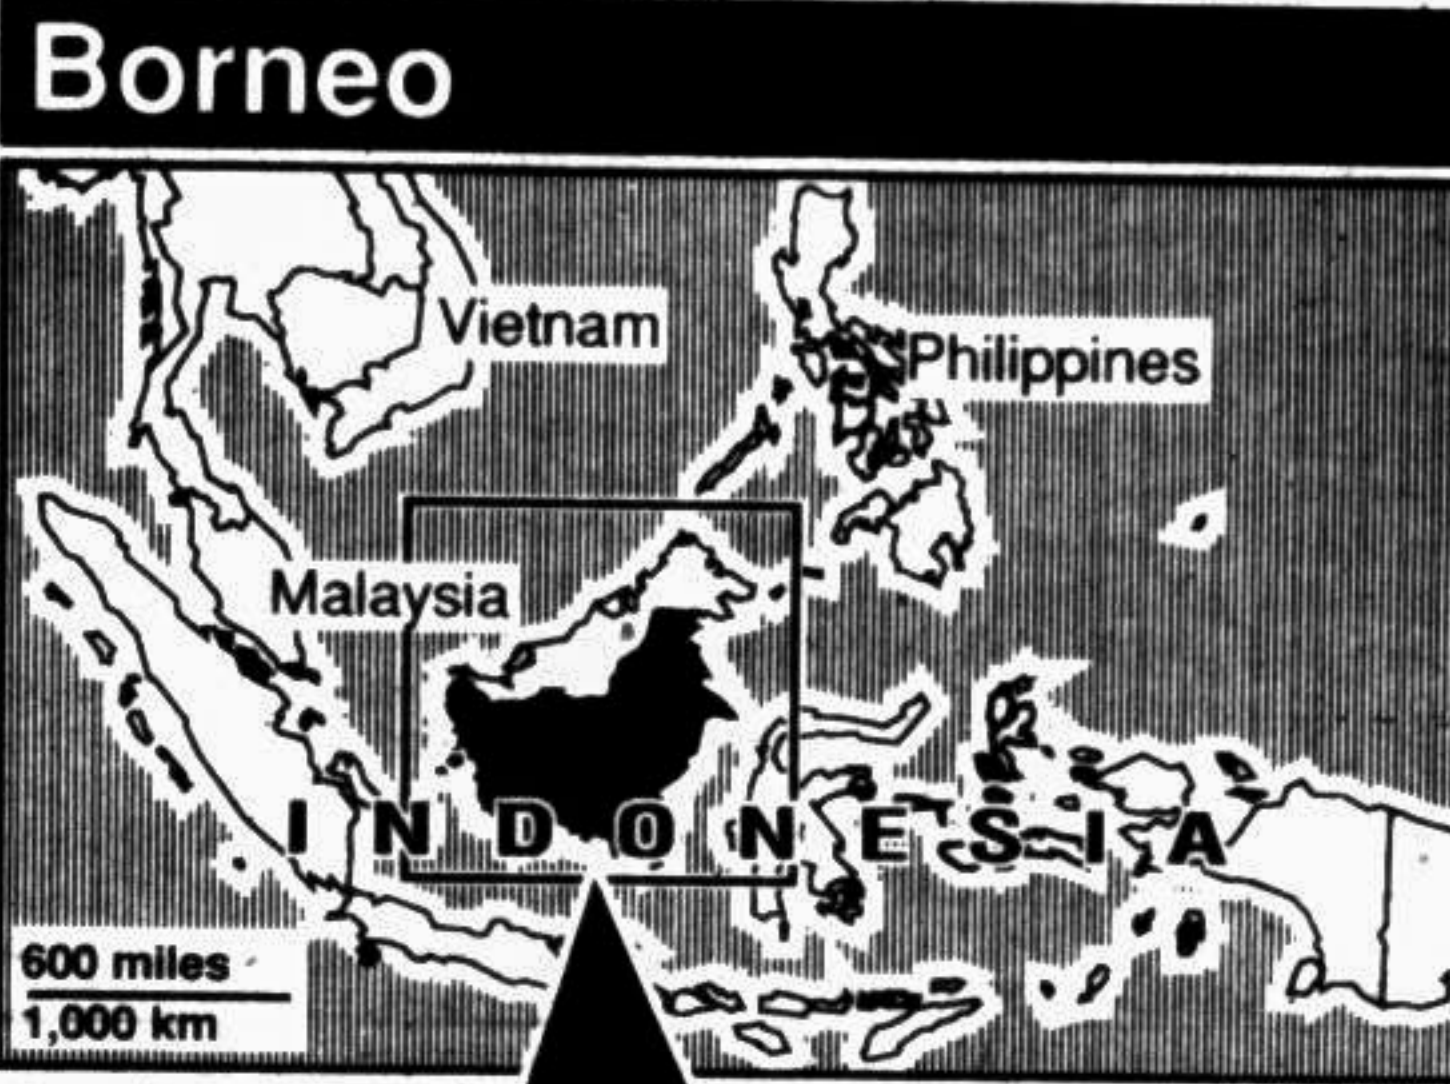 Borneo
Vietnam
Philippines
Malaysia
INDONESIA
600 miles
1,000 km